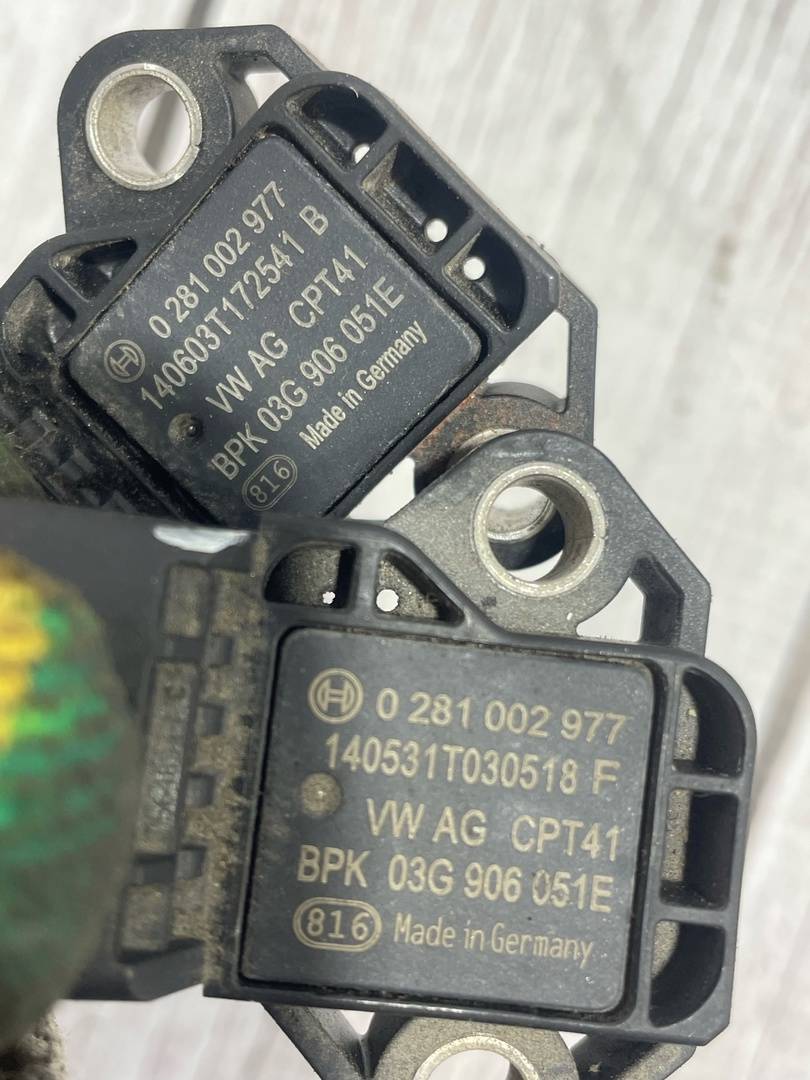 0 281 002 977
140603T172541 B
VW AG CPT41
BPK 03G 906 051E
816 Made in Germany
0 281 002 977
140531T030518 F
VW AG CPT41
BPK 03G 906 051E
816 Made in Germany